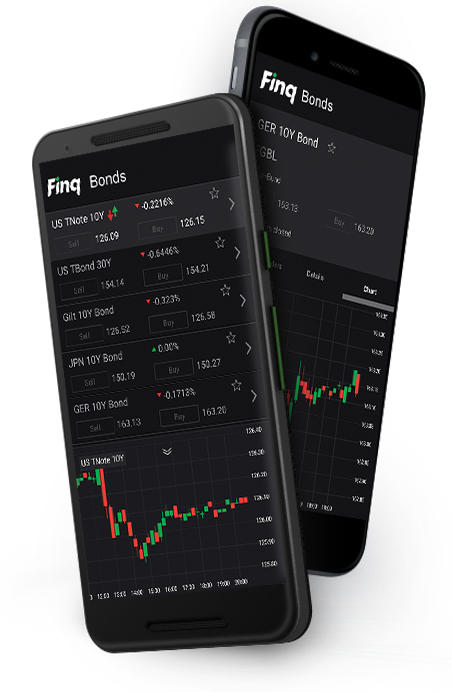 Finq Bonds
US TNote 10Y -0.2216%
Sell 126.09 Buy 126.15
US TBond 30Y -0.6446%
Sell 154.14 Buy 154.21
Gilt 10Y Bond -0.323%
Sell 126.52 Buy 126.58
JPN 10Y Bond 0.00%
Sell 150.19 Buy 150.27
GER 10Y Bond -0.1713%
Sell 163.13 Buy 163.20
US TNote 10Y
126.40
126.30
126.20
126.10
126.00
125.90
125.80
12:00 13:00 14:00 15:00 16:00 17:00 18:00 19:00 20:00
Finq Bonds
GER 10Y Bond
GBL
163.13 Buy 163.20
closed
Details Chart
18:00 19:00